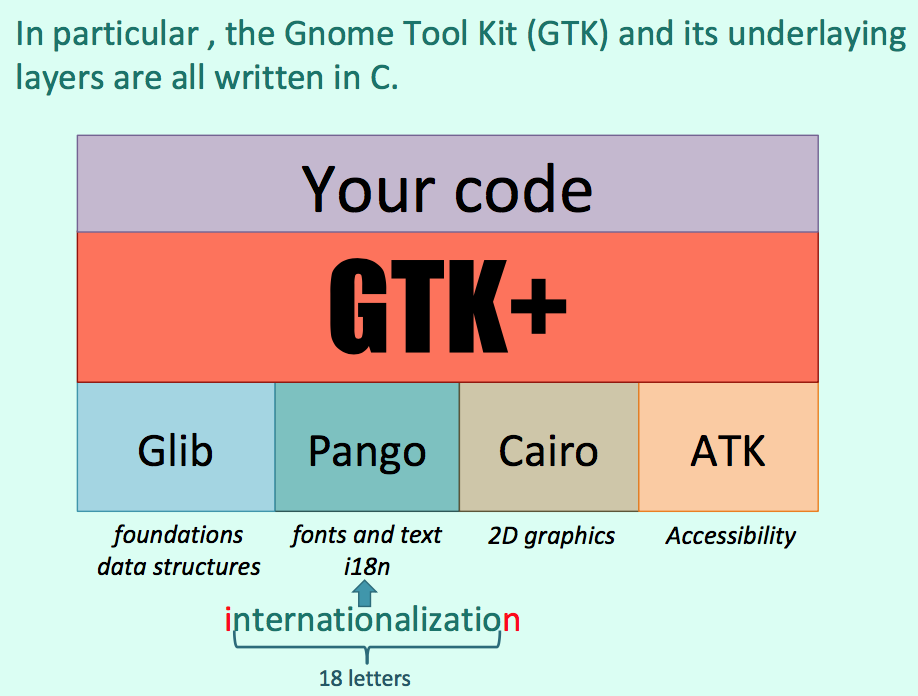 In particular , the Gnome Tool Kit (GTK) and its underlaying
layers are all written in C.
Your code
GTK+
Glib Pango Cairo ATK
foundations fonts and text 2D graphics Accessibility
data structures i18n
internationalization
18 letters